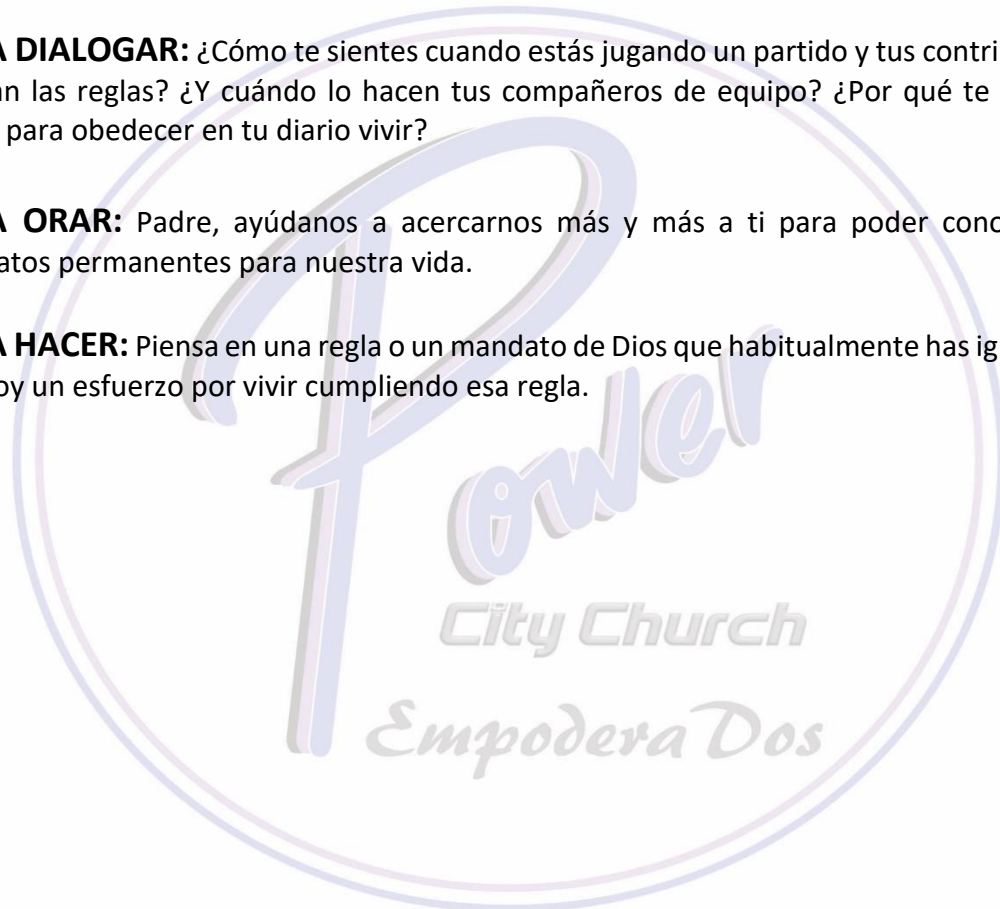 A DIALOGAR: ¿Cómo te sientes cuando estás jugando un partido y tus contri
an las reglas? ¿Y cuándo lo hacen tus compañeros de equipo? ¿Por qué te
para obedecer en tu diario vivir?
A ORAR: Padre, ayúdanos a acercarnos más y más a ti para poder cono
atos permanentes para nuestra vida.
A HACER: Piensa en una regla o un mandato de Dios que habitualmente has ig
oy un esfuerzo por vivir cumpliendo esa regla.
Power
City Church
EmpoderaDos